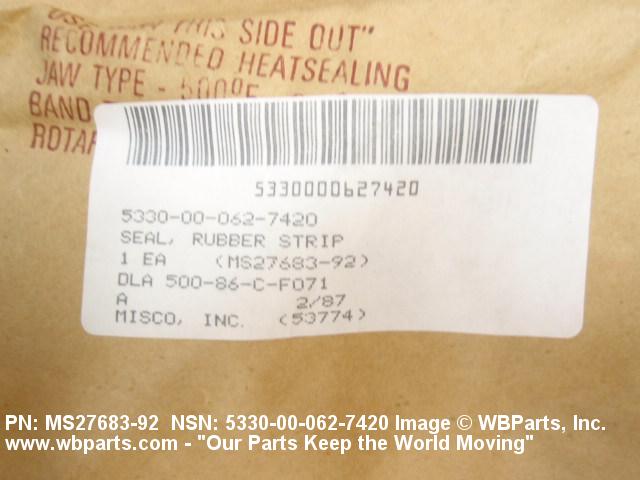 THIS SIDE OUT"
RECOMMENDED HEATSEALING
JAW TYPE - 500°F
BAND
5330000627420
5330-00-062-7420
SEAL, RUBBER STRIP
1 EA (MS27683-92)
DLA 500-86-C-F071
A 2/87
MISCO, INC. (53774)
PN: MS27683-92 NSN: 5330-00-062-7420 Image © WBParts, Inc.
www.wbparts.com - "Our Parts Keep the World Moving"